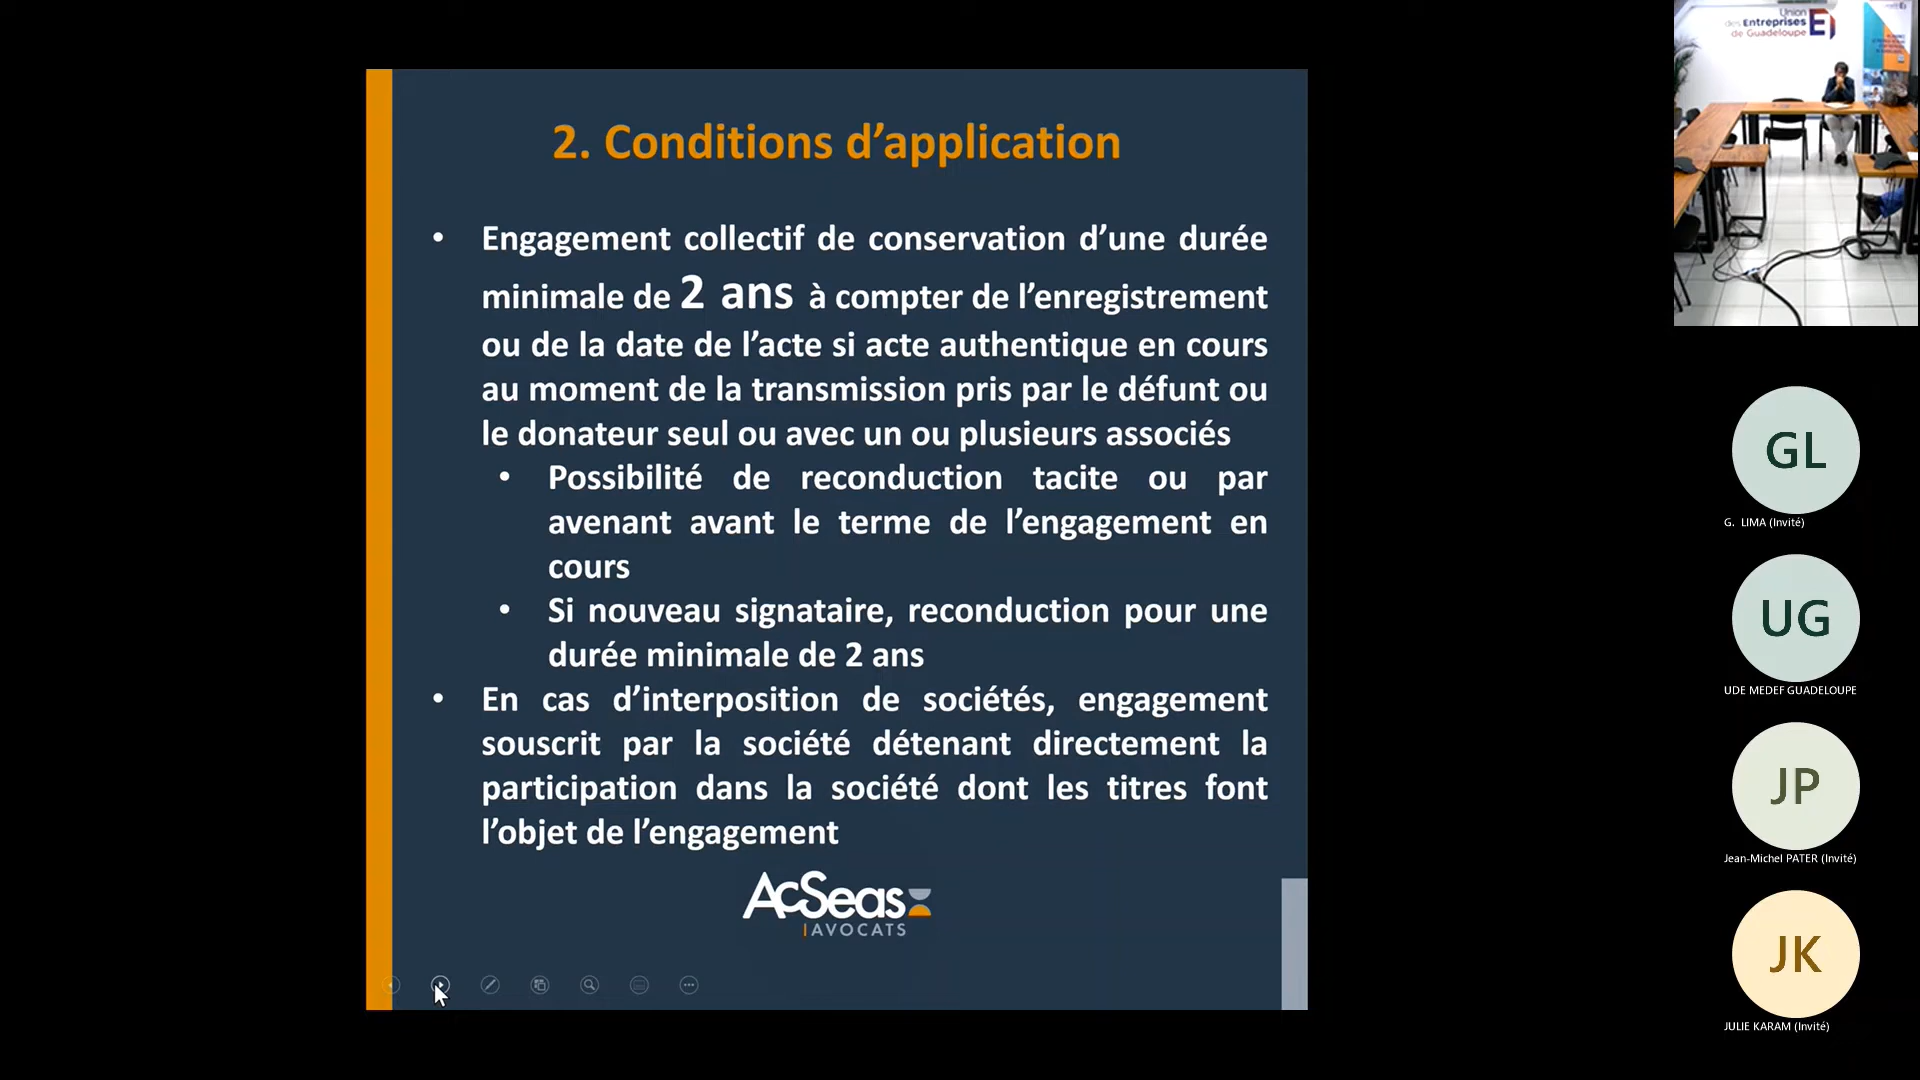 2. Conditions d’application
• Engagement collectif de conservation d’une durée
minimale de 2 ans à compter de l’enregistrement
ou de la date de l’acte si acte authentique en cours
au moment de la transmission pris par le défunt ou
le donateur seul ou avec un ou plusieurs associés
• Possibilité de reconduction tacite ou par
avenant avant le terme de l’engagement en
cours
• Si nouveau signataire, reconduction pour une
durée minimale de 2 ans
• En cas d’interposition de sociétés, engagement
souscrit par la société détenant directement la
participation dans la société dont les titres font
l’objet de l’engagement
AcSeas
AVOCATS
Union
des Entreprises
de Guadeloupe
GL
G. LIMA (Invité)
UG
UDE MEDEF GUADELOUPE
JP
Jean-Michel PATER (Invité)
JK
JULIE KARAM (Invité)